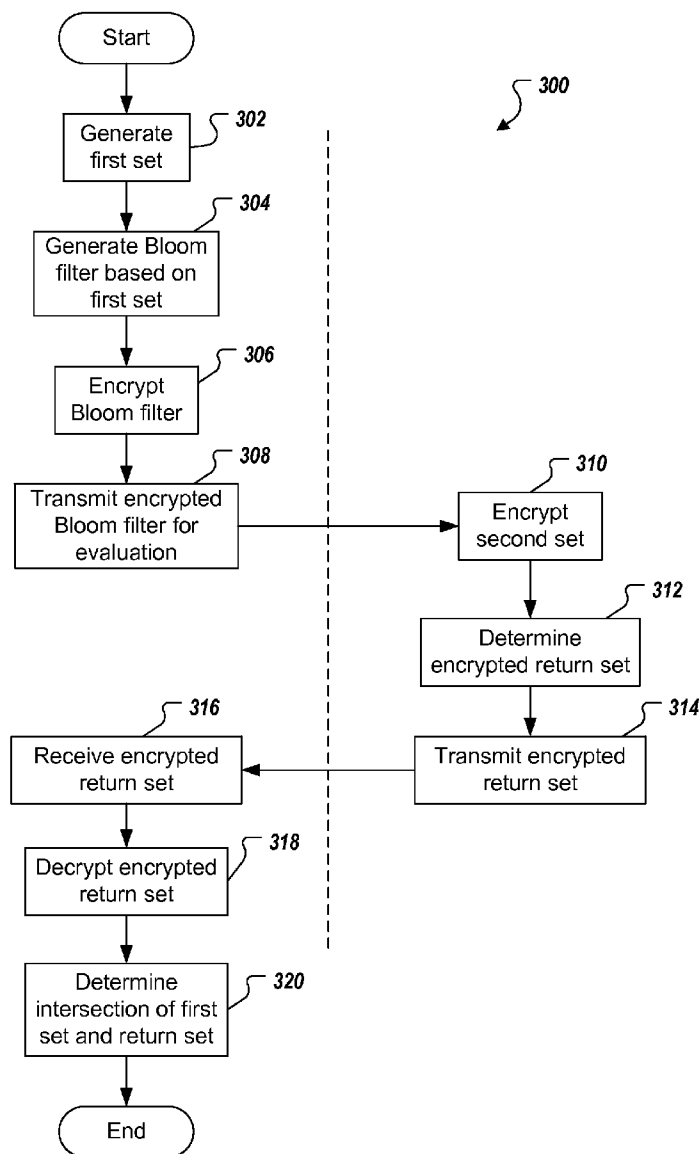 Start
300
302
Generate
first set
304
Generate Bloom
filter based on
first set
306
Encrypt
Bloom filter
308
Transmit encrypted
Bloom filter for
evaluation
310
Encrypt
second set
312
Determine
encrypted return set
314
Transmit encrypted
return set
316
Receive encrypted
return set
318
Decrypt encrypted
return set
320
Determine
intersection of first
set and return set
End